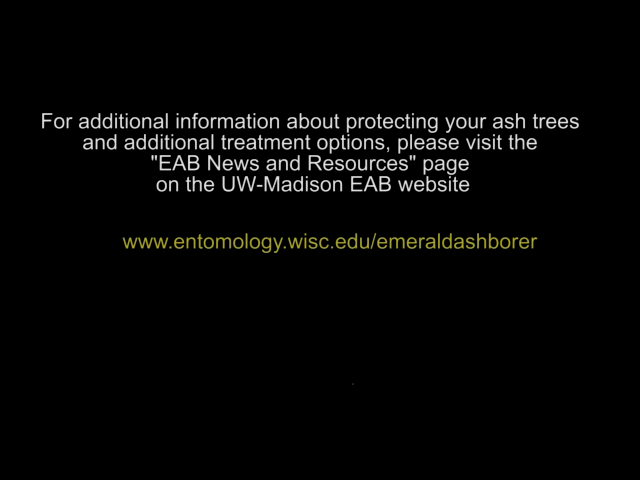 For additional information about protecting your ash trees
and additional treatment options, please visit the
"EAB News and Resources" page
on the UW-Madison EAB website
www.entomology.wisc.edu/emeraldashborer